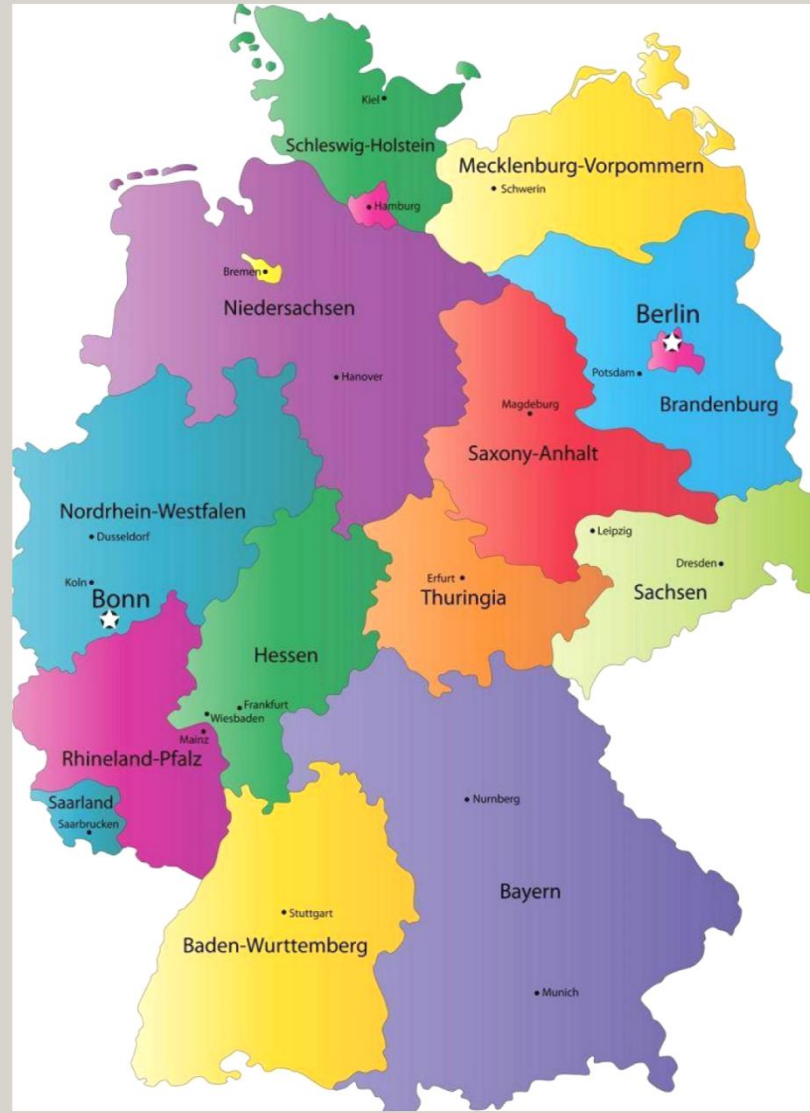 Kiel
Schleswig-Holstein
Mecklenburg-Vorpommern
Schwerin
Hamburg
Bremen
Niedersachsen
Berlin
Hanover
Potsdam
Magdeburg
Brandenburg
Saxony-Anhalt
Nordrhein-Westfalen
Leipzig
Dusseldorf
Dresden
Koln
Erfurt
Bonn
Thuringia
Sachsen
Hessen
Frankfurt
Wiesbaden
Mainz
Rhineland-Pfalz
Saarland
Nurnberg
Saarbrucken
Bayern
Stuttgart
Baden-Wurttemberg
Munich